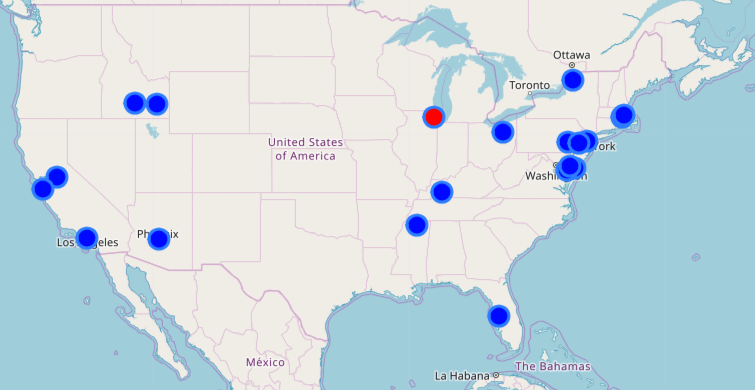 Ottawa
Toronto
United States
of America
York
Washington
Phoenix
Los Angeles
México
The Bahamas
La Habana